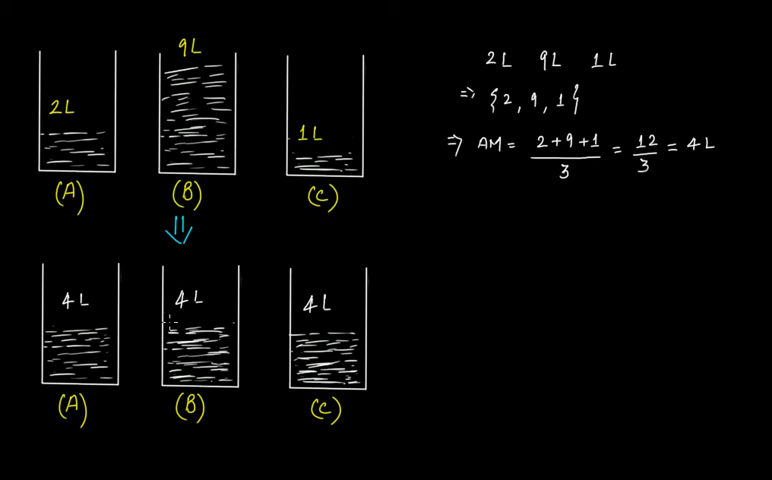 9L
2L
1L
(A) (B) (C)
4L 4L 4L
(A) (B) (C)
2L 9L 1L
⇒ {2, 9, 1}
⇒ AM = (2+9+1)/3 = 12/3 = 4L